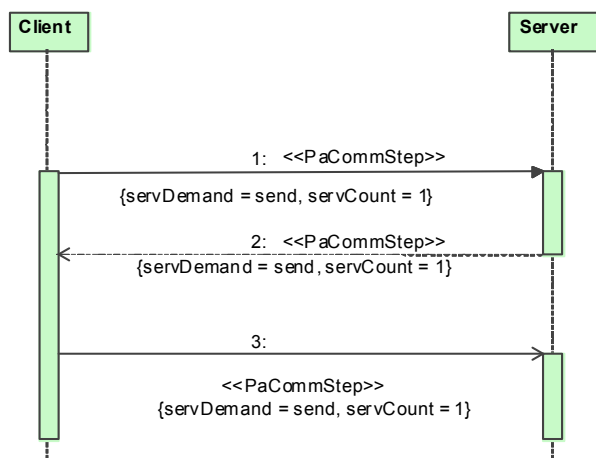 Client
Server
1: <<PaCommStep>>
{servDemand = send, servCount = 1}
2: <<PaCommStep>>
{servDemand = send, servCount = 1}
3:
<<PaCommStep>>
{servDemand = send, servCount = 1}